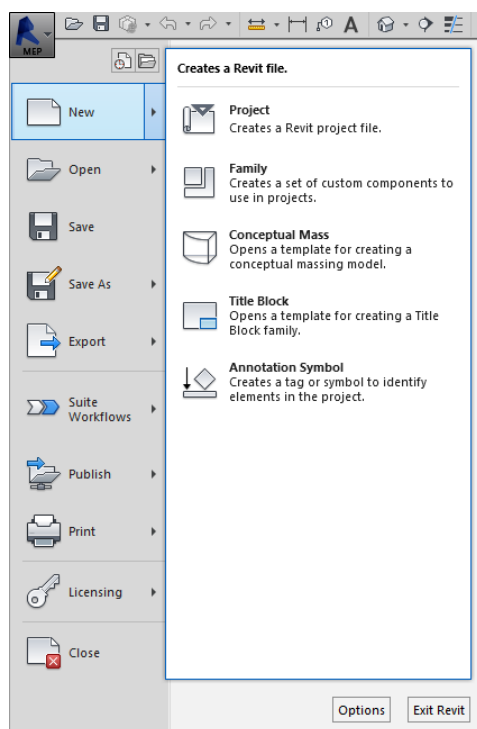 A
MEP
Creates a Revit file.
New
Project
Creates a Revit project file.
Open
Family
Creates a set of custom components to
use in projects.
Save
Conceptual Mass
Opens a template for creating a
conceptual massing model.
Save As
Title Block
Opens a template for creating a Title
Block family.
Export
Annotation Symbol
Creates a tag or symbol to identify
elements in the project.
Suite
Workflows
Publish
Print
Licensing
Close
Options
Exit Revit